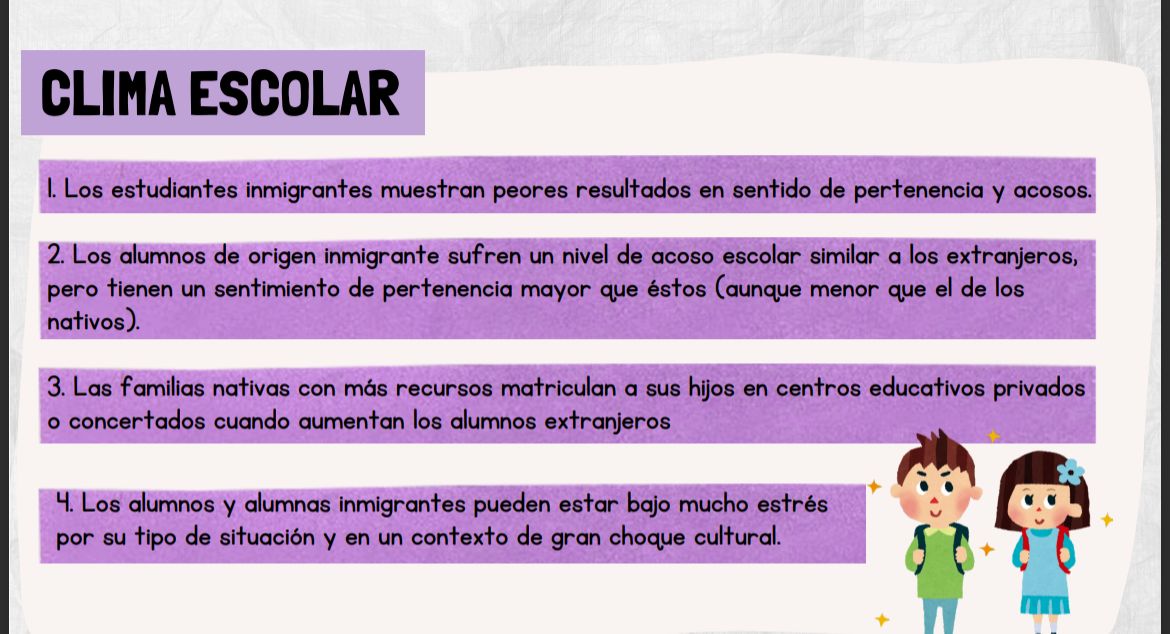 CLIMA ESCOLAR
1. Los estudiantes inmigrantes muestran peores resultados en sentido de pertenencia y acosos.
2. Los alumnos de origen inmigrante sufren un nivel de acoso escolar similar a los extranjeros,
pero tienen un sentimiento de pertenencia mayor que éstos (aunque menor que el de los
nativos).
3. Las familias nativas con más recursos matriculan a sus hijos en centros educativos privados
o concertados cuando aumentan los alumnos extranjeros
4. Los alumnos y alumnas inmigrantes pueden estar bajo mucho estrés
por su tipo de situación y en un contexto de gran choque cultural.